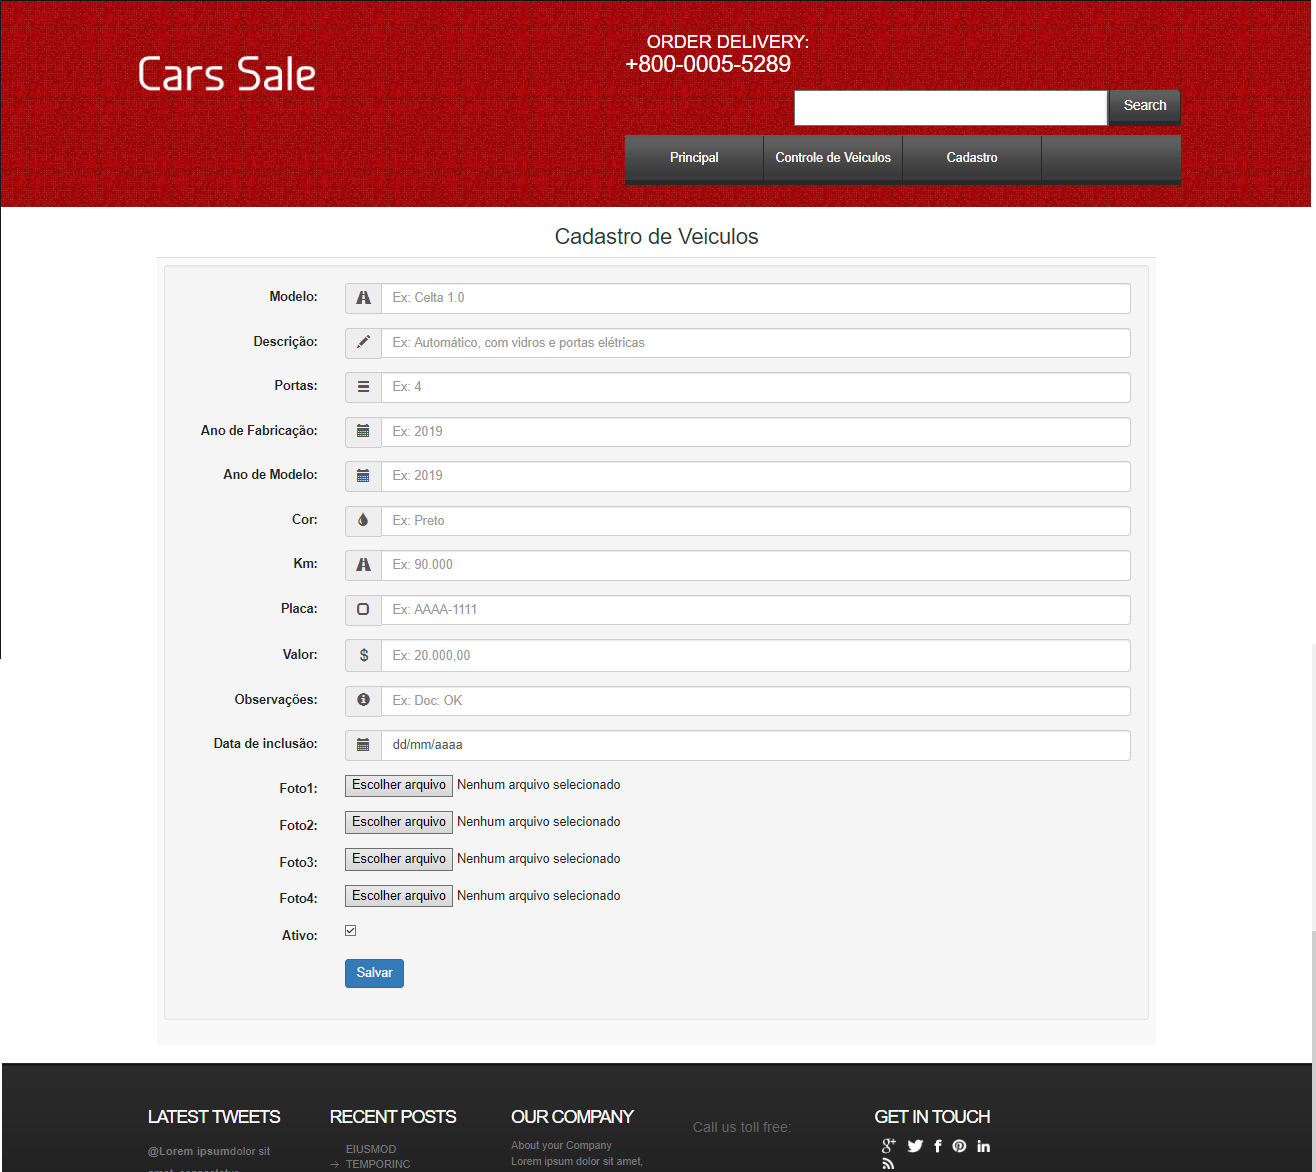 Cars Sale
ORDER DELIVERY:
+800-0005-5289
Search
Principal
Controle de Veiculos
Cadastro
Cadastro de Veiculos
Modelo: Ex: Celta 1.0
Descrição: Ex: Automático, com vidros e portas elétricas
Portas: Ex: 4
Ano de Fabricação: Ex: 2019
Ano de Modelo: Ex: 2019
Cor: Ex: Preto
Km: Ex: 90.000
Placa: Ex: AAAA-1111
Valor: $ Ex: 20.000,00
Observações: Ex: Doc: OK
Data de inclusão: dd/mm/aaaa
Foto1: Escolher arquivo Nenhum arquivo selecionado
Foto2: Escolher arquivo Nenhum arquivo selecionado
Foto3: Escolher arquivo Nenhum arquivo selecionado
Foto4: Escolher arquivo Nenhum arquivo selecionado
Ativo:
Salvar
LATEST TWEETS
@Lorem ipsumdolor sit
RECENT POSTS
EIUSMOD
TEMPORINC
OUR COMPANY
About your Company
Lorem ipsum dolor sit amet,
Call us toll free:
GET IN TOUCH